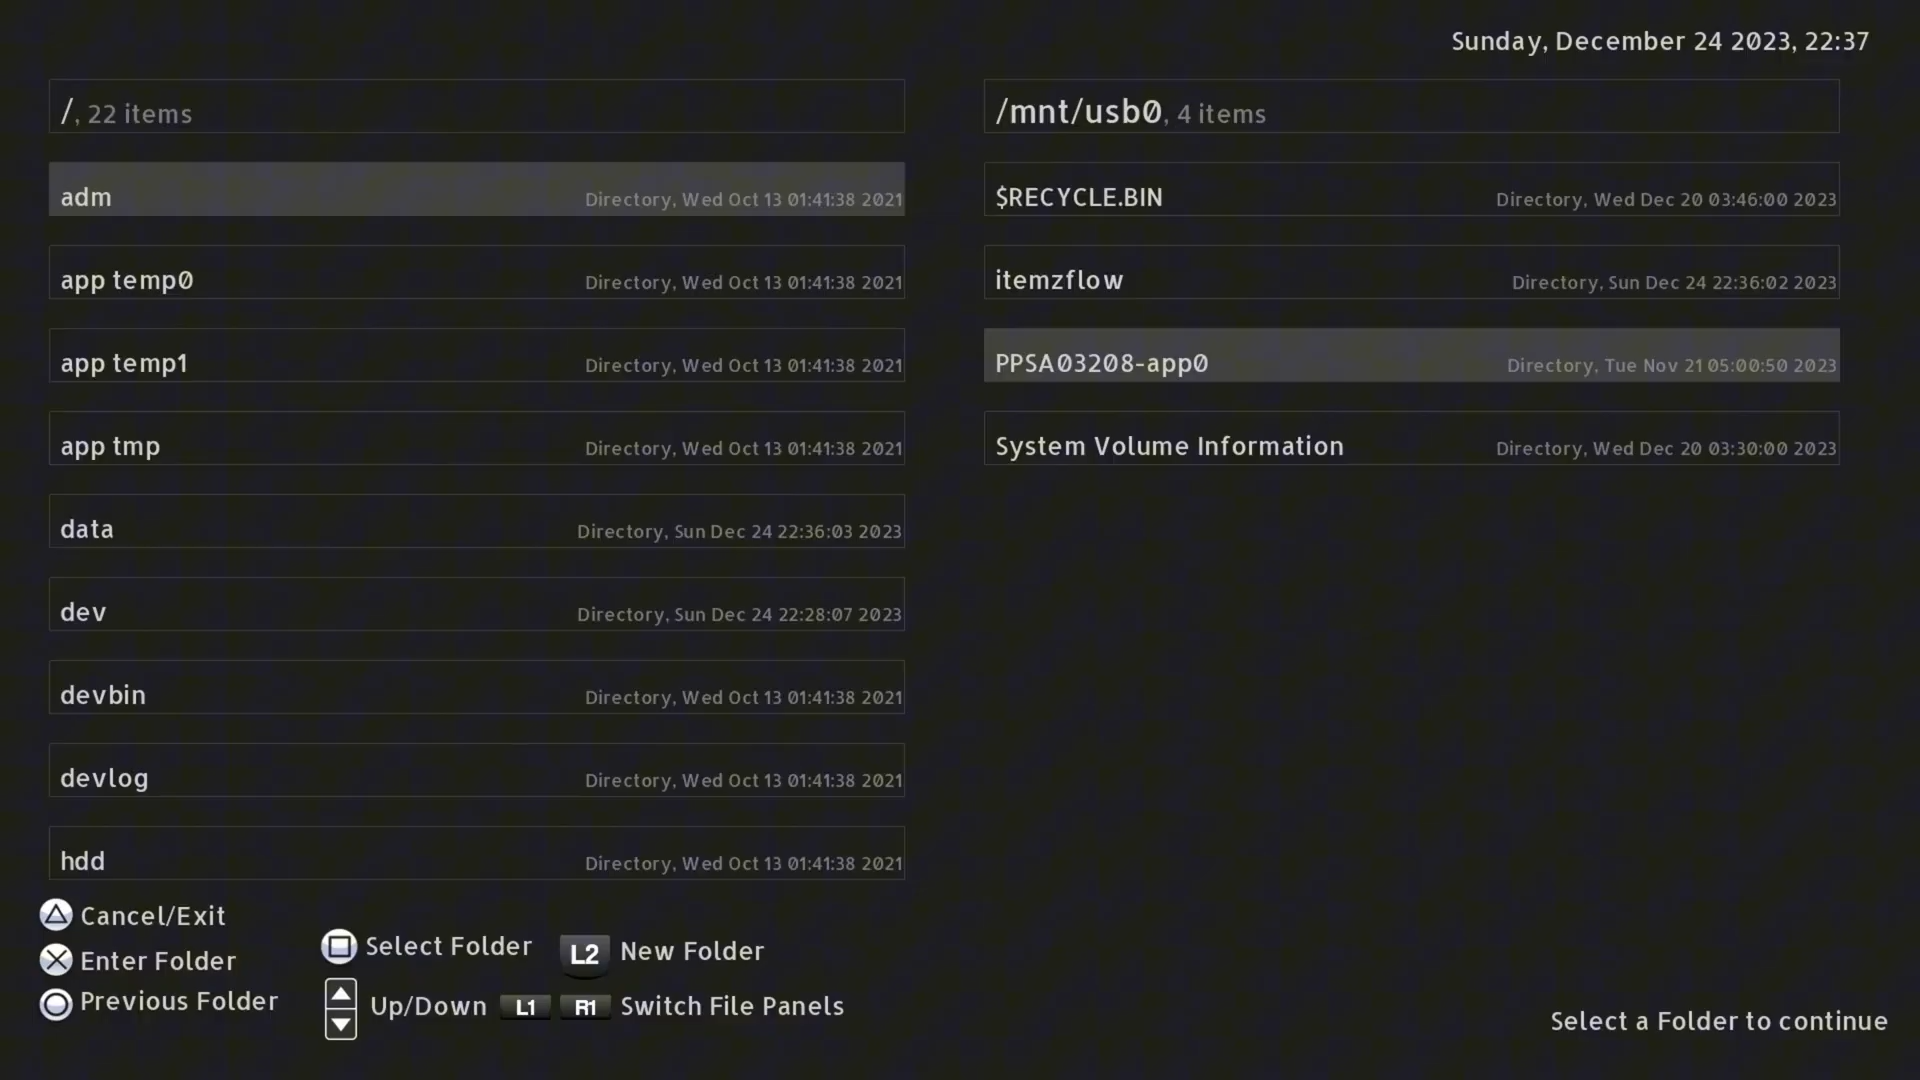 Sunday, December 24 2023, 22:37
/, 22 items
adm Directory, Wed Oct 13 01:41:38 2021
app temp0 Directory, Wed Oct 13 01:41:38 2021
app temp1 Directory, Wed Oct 13 01:41:38 2021
app tmp Directory, Wed Oct 13 01:41:38 2021
data Directory, Sun Dec 24 22:36:03 2023
dev Directory, Sun Dec 24 22:28:07 2023
devbin Directory, Wed Oct 13 01:41:38 2021
devlog Directory, Wed Oct 13 01:41:38 2021
hdd Directory, Wed Oct 13 01:41:38 2021
/mnt/usb0, 4 items
$RECYCLE.BIN Directory, Wed Dec 20 03:46:00 2023
itemzflow Directory, Sun Dec 24 22:36:02 2023
PPSA03208-app0 Directory, Tue Nov 21 05:00:50 2023
System Volume Information Directory, Wed Dec 20 03:30:00 2023
Cancel/Exit
Enter Folder
Previous Folder
Select Folder L2 New Folder
Up/Down L1 R1 Switch File Panels
Select a Folder to continue